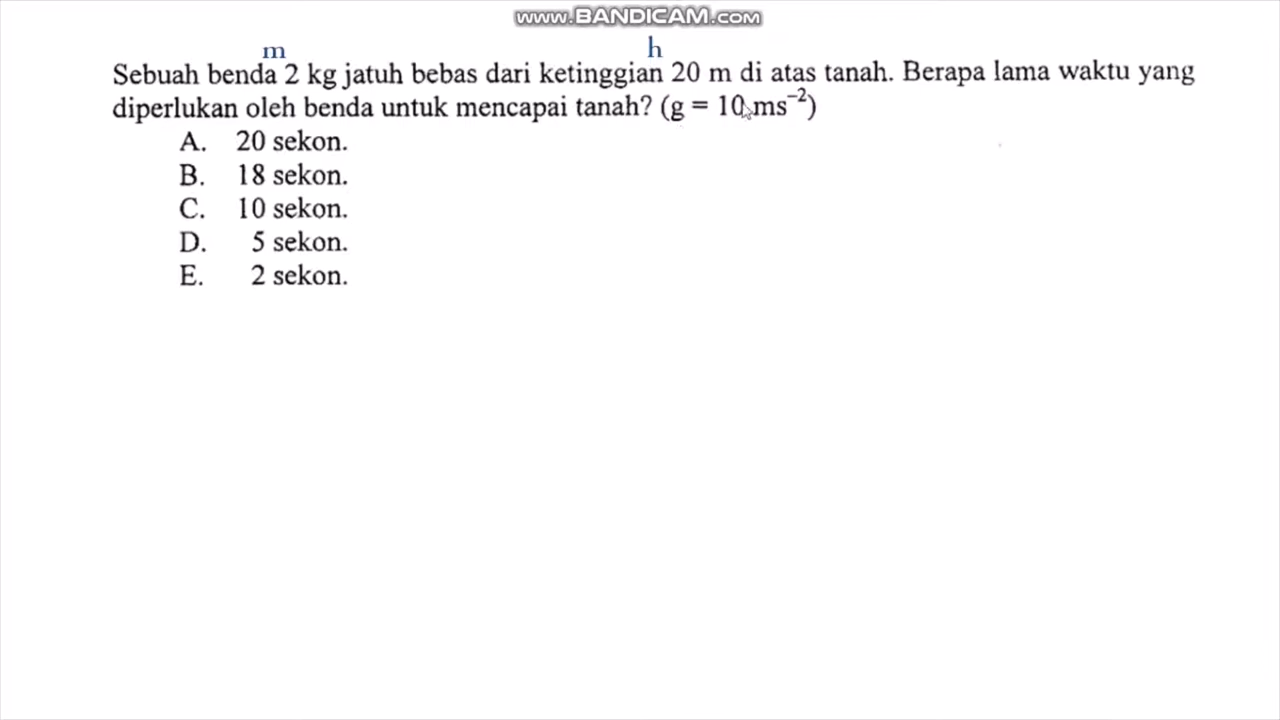 www.BANDICAM.com
m h
Sebuah benda 2 kg jatuh bebas dari ketinggian 20 m di atas tanah. Berapa lama waktu yang
diperlukan oleh benda untuk mencapai tanah? (g = 10 ms⁻²)
A. 20 sekon.
B. 18 sekon.
C. 10 sekon.
D. 5 sekon.
E. 2 sekon.